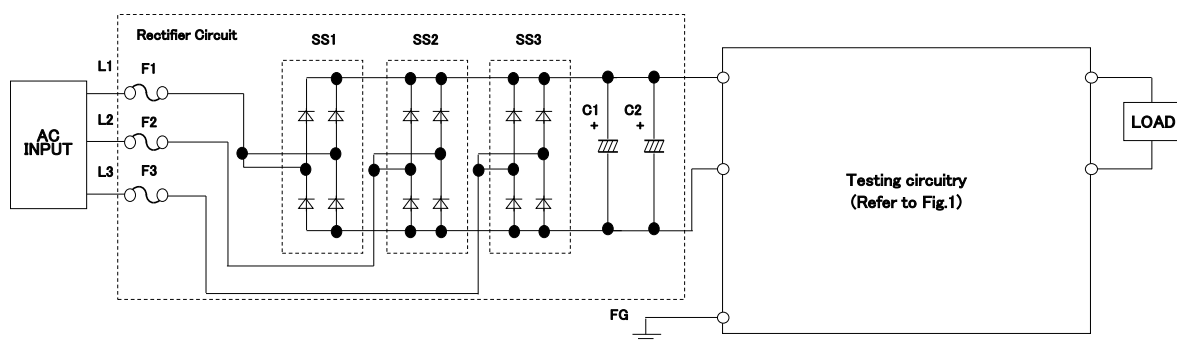 Rectifier Circuit
SS1
SS2
SS3
L1
F1
AC
INPUT
L2
F2
L3
F3
C1
+
C2
+
LOAD
Testing circuitry
(Refer to Fig.1)
FG